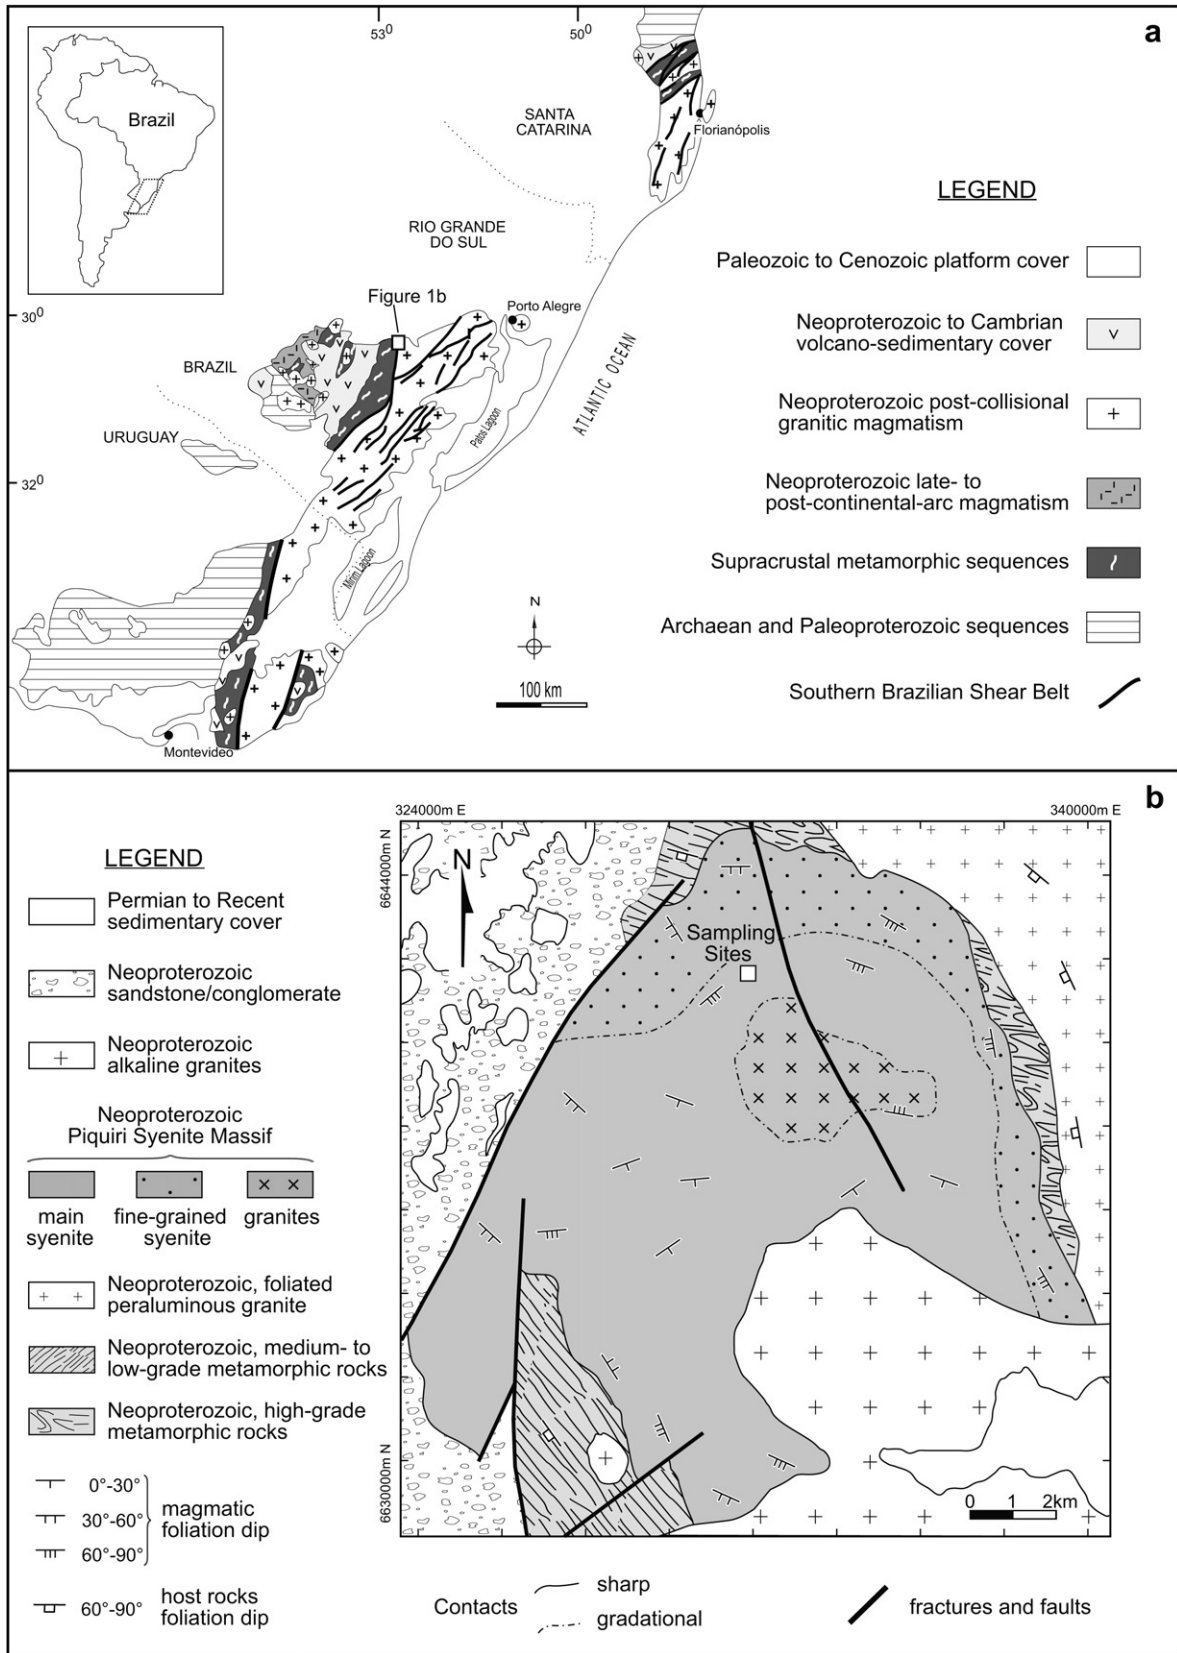 a
53⁰
50⁰
Brazil
SANTA
CATARINA
Florianópolis
RIO GRANDE
DO SUL
Figure 1b
Porto Alegre
30⁰
BRAZIL
URUGUAY
32⁰
Patos Lagoon
ATLANTIC OCEAN
Mirim Lagoon
N
100 km
Montevideo
LEGEND
Paleozoic to Cenozoic platform cover
Neoproterozoic to Cambrian
volcano-sedimentary cover
Neoproterozoic post-collisional
granitic magmatism
Neoproterozoic late- to
post-continental-arc magmatism
Supracrustal metamorphic sequences
Archaean and Paleoproterozoic sequences
Southern Brazilian Shear Belt
b
324000m E
340000m E
6644000m N
6630000m N
N
Sampling
Sites
0 1 2km
LEGEND
Permian to Recent
sedimentary cover
Neoproterozoic
sandstone/conglomerate
Neoproterozoic
alkaline granites
Neoproterozoic
Piquiri Syenite Massif
main
syenite
fine-grained
syenite
granites
Neoproterozoic, foliated
peraluminous granite
Neoproterozoic, medium- to
low-grade metamorphic rocks
Neoproterozoic, high-grade
metamorphic rocks
0°-30°
30°-60°
60°-90°
magmatic
foliation dip
60°-90°
host rocks
foliation dip
Contacts
sharp
gradational
fractures and faults